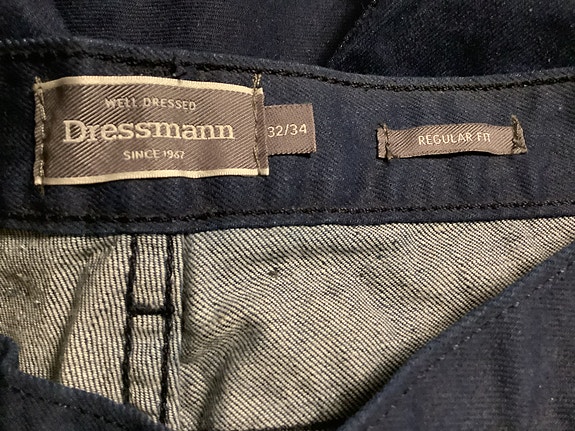 WELL DRESSED
Dressmann
SINCE 1967
32/34
REGULAR FIT